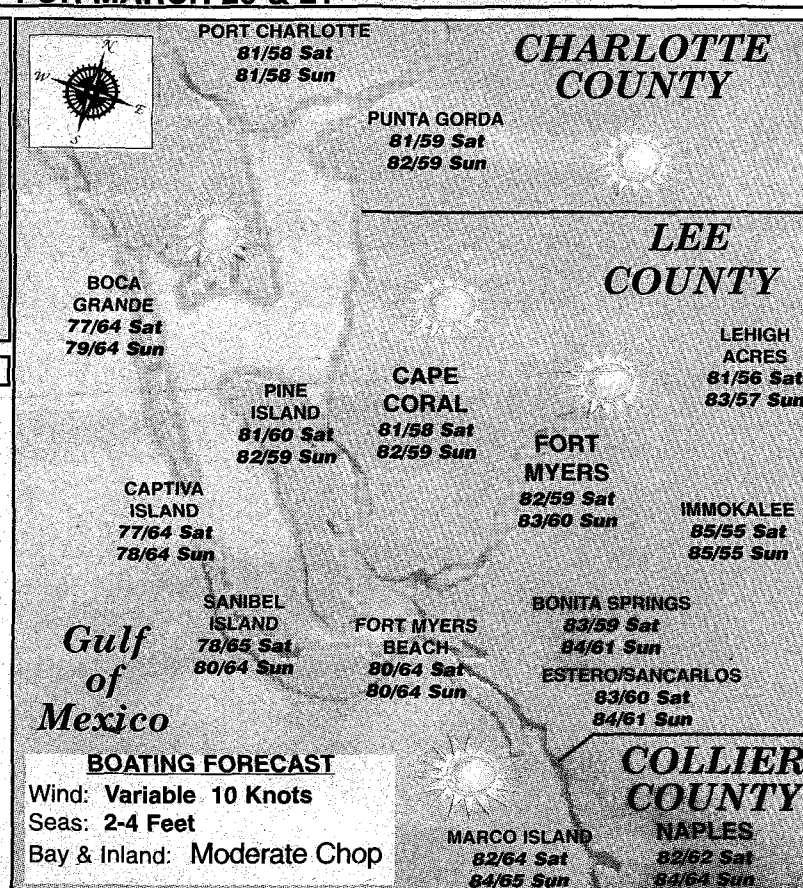 FOR MARCH 20 & 21
N
W
E
S
PORT CHARLOTTE
81/58 Sat
81/58 Sun
CHARLOTTE
COUNTY
PUNTA GORDA
81/59 Sat
82/59 Sun
LEE
COUNTY
BOCA
GRANDE
77/64 Sat
79/64 Sun
LEHIGH
ACRES
81/56 Sat
83/57 Sun
PINE
ISLAND
81/60 Sat
82/59 Sun
CAPE
CORAL
81/58 Sat
82/59 Sun
FORT
MYERS
82/59 Sat
83/60 Sun
CAPTIVA
ISLAND
77/64 Sat
78/64 Sun
IMMOKALEE
85/55 Sat
85/55 Sun
SANIBEL
ISLAND
78/65 Sat
80/64 Sun
FORT MYERS
BEACH
80/64 Sat
80/64 Sun
BONITA SPRINGS
83/59 Sat
84/61 Sun
ESTERO/SANCARLOS
83/60 Sat
84/61 Sun
Gulf
of
Mexico
BOATING FORECAST
Wind: Variable 10 Knots
Seas: 2-4 Feet
Bay & Inland: Moderate Chop
COLLIER
COUNTY
MARCO ISLAND
82/64 Sat
84/65 Sun
NAPLES
82/62 Sat
84/64 Sun